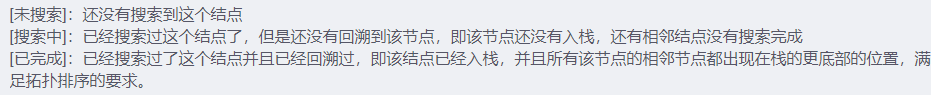 [未搜索]：还没有搜索到这个结点
[搜索中]：已经搜索过这个结点了，但是还没有回溯到该节点，即该节点还没有入栈，还有相邻结点没有搜索完成
[已完成]：已经搜索过了这个结点并且已经回溯过，即该结点已经入栈，并且所有该节点的相邻节点都出现在栈的更底部的位置，满
足拓扑排序的要求。